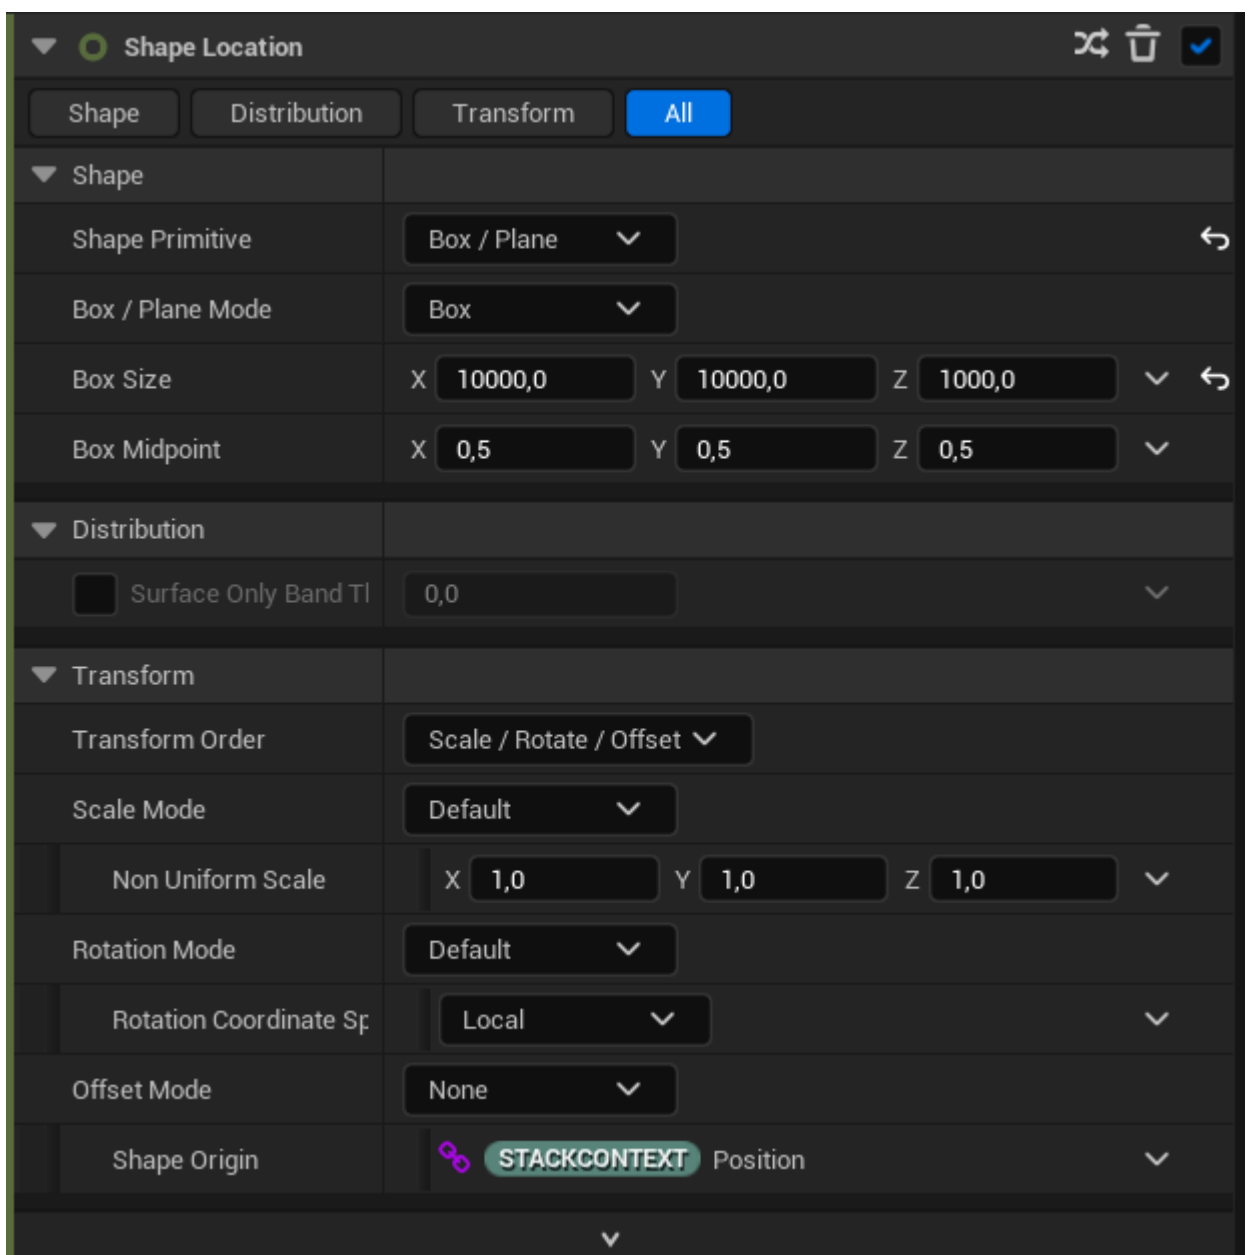 Shape Location
Shape Distribution Transform All
Shape
Shape Primitive Box / Plane
Box / Plane Mode Box
Box Size X 10000,0 Y 10000,0 Z 1000,0
Box Midpoint X 0,5 Y 0,5 Z 0,5
Distribution
Surface Only Band Tl 0,0
Transform
Transform Order Scale / Rotate / Offset
Scale Mode Default
Non Uniform Scale X 1,0 Y 1,0 Z 1,0
Rotation Mode Default
Rotation Coordinate Sp Local
Offset Mode None
Shape Origin STACKCONTEXT Position